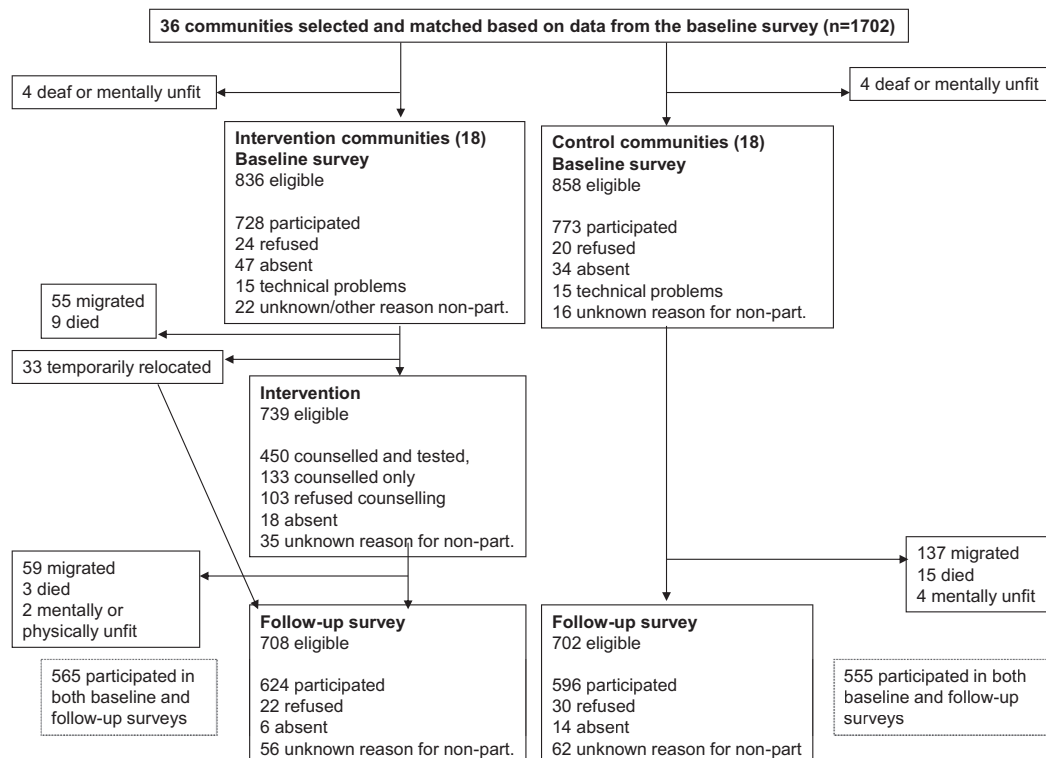 36 communities selected and matched based on data from the baseline survey (n=1702)
4 deaf or mentally unfit
4 deaf or mentally unfit
Intervention communities (18)
Baseline survey
836 eligible
728 participated
24 refused
47 absent
15 technical problems
22 unknown/other reason non-part.
Control communities (18)
Baseline survey
858 eligible
773 participated
20 refused
34 absent
15 technical problems
16 unknown reason for non-part.
55 migrated
9 died
33 temporarily relocated
Intervention
739 eligible
450 counselled and tested,
133 counselled only
103 refused counselling
18 absent
35 unknown reason for non-part.
59 migrated
3 died
2 mentally or
physically unfit
137 migrated
15 died
4 mentally unfit
565 participated in
both baseline and
follow-up surveys
Follow-up survey
708 eligible
624 participated
22 refused
6 absent
56 unknown reason for non-part.
Follow-up survey
702 eligible
596 participated
30 refused
14 absent
62 unknown reason for non-part
555 participated in both
baseline and follow-up
surveys